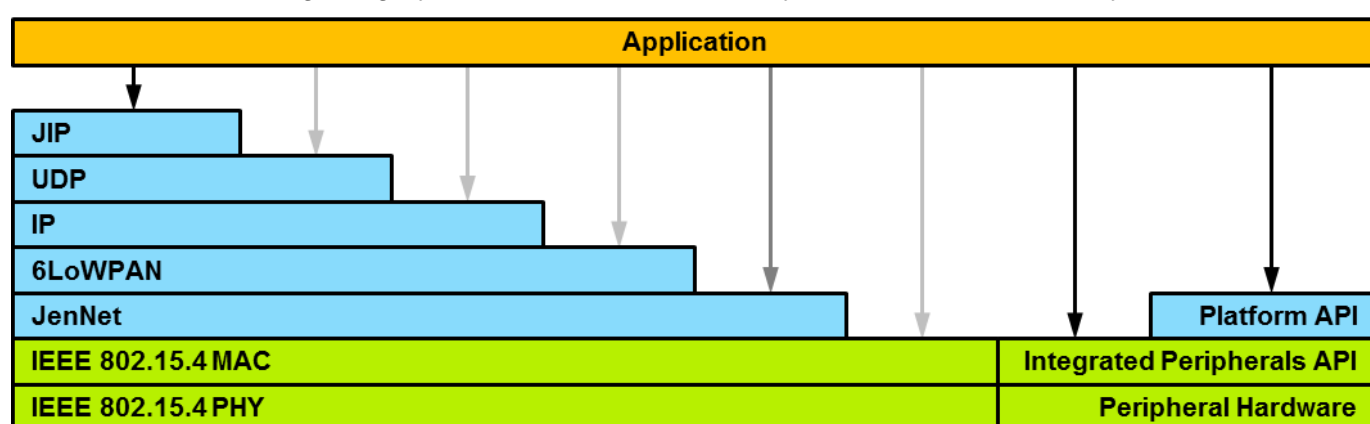 Application
JIP
UDP
IP
6LoWPAN
JenNet
Platform API
IEEE 802.15.4 MAC
Integrated Peripherals API
IEEE 802.15.4 PHY
Peripheral Hardware